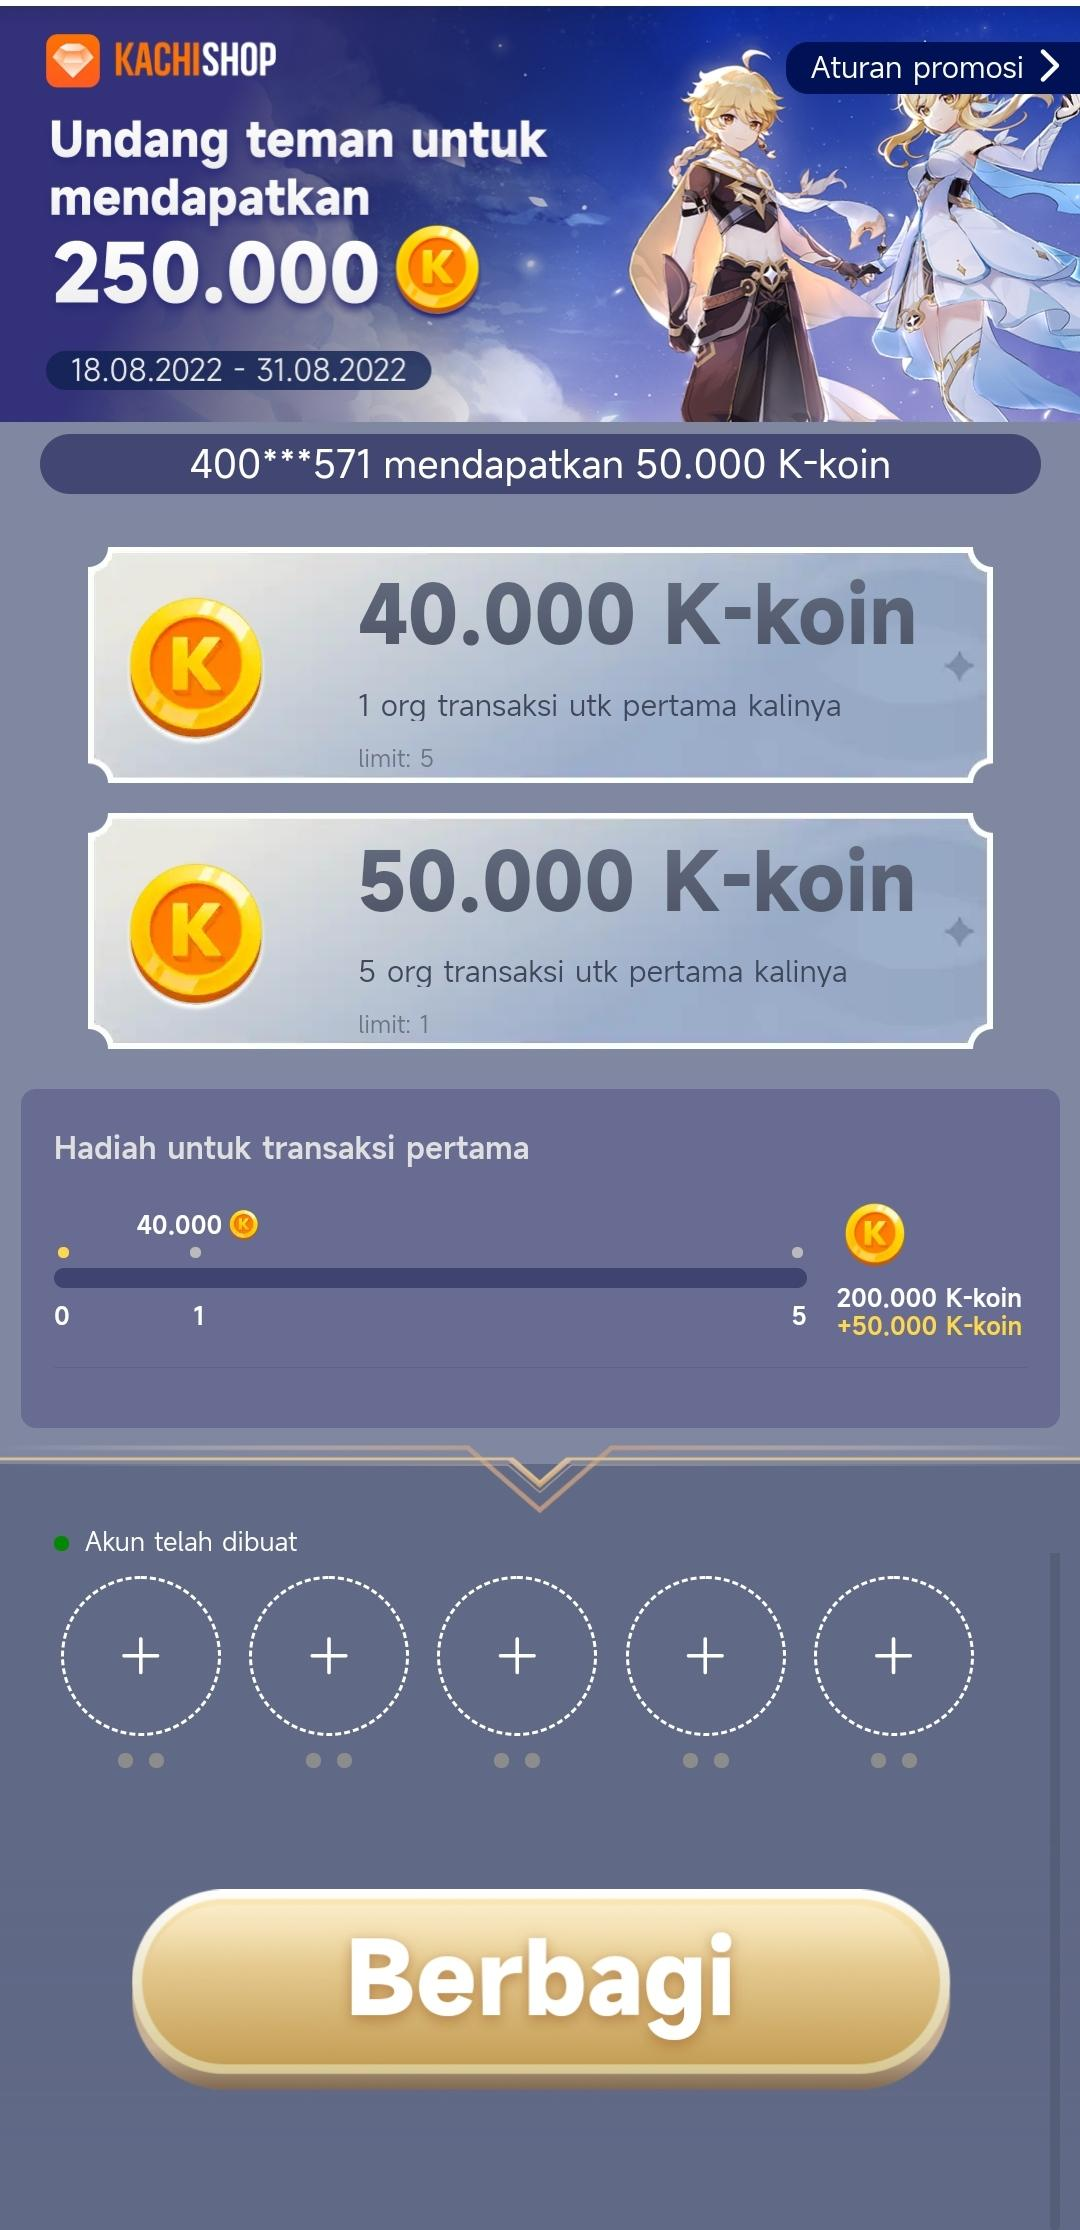 KACHISHOP
Aturan promosi
Undang teman untuk
mendapatkan
250.000 K
18.08.2022 - 31.08.2022
400***571 mendapatkan 50.000 K-koin
K
40.000 K-koin
1 org transaksi utk pertama kalinya
limit: 5
K
50.000 K-koin
5 org transaksi utk pertama kalinya
limit: 1
Hadiah untuk transaksi pertama
40.000 K
K
0 1 5
200.000 K-koin
+50.000 K-koin
Akun telah dibuat
Berbagi